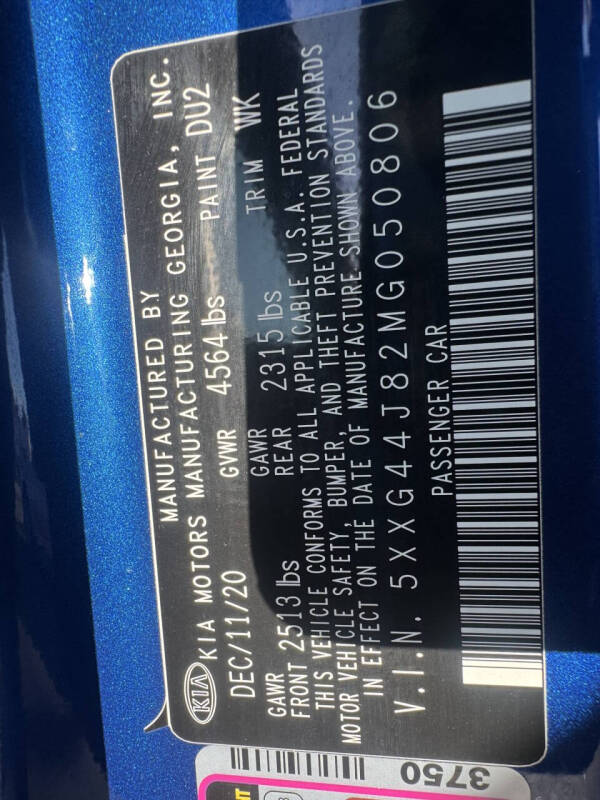 MANUFACTURED BY
KIA KIA MOTORS MANUFACTURING GEORGIA, INC.
DEC/11/20 GVWR 4564 lbs PAINT DU2
GAWR GAWR
FRONT 2513 lbs REAR 2315 lbs TRIM WK
THIS VEHICLE CONFORMS TO ALL APPLICABLE U.S.A. FEDERAL
MOTOR VEHICLE SAFETY, BUMPER, AND THEFT PREVENTION STANDARDS
IN EFFECT ON THE DATE OF MANUFACTURE SHOWN ABOVE.
V.I.N. 5XXG44J82MG050806
PASSENGER CAR
3750